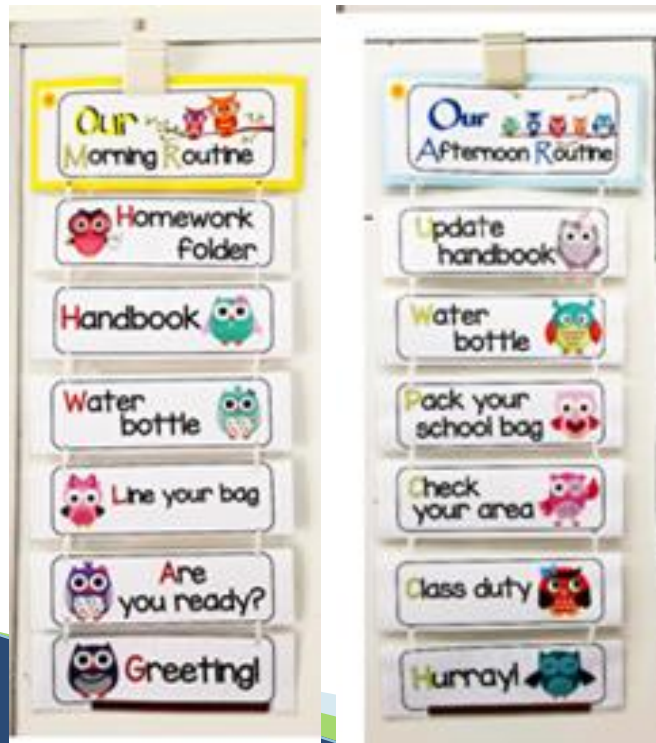 Our
Morning Routine
Homework
folder
Handbook
Water
bottle
Line your bag
Are
you ready?
Greeting!
Our
Afternoon Routine
Update
handbook
Water
bottle
Pack your
school bag
Check
your area
Class duty
Hurray!